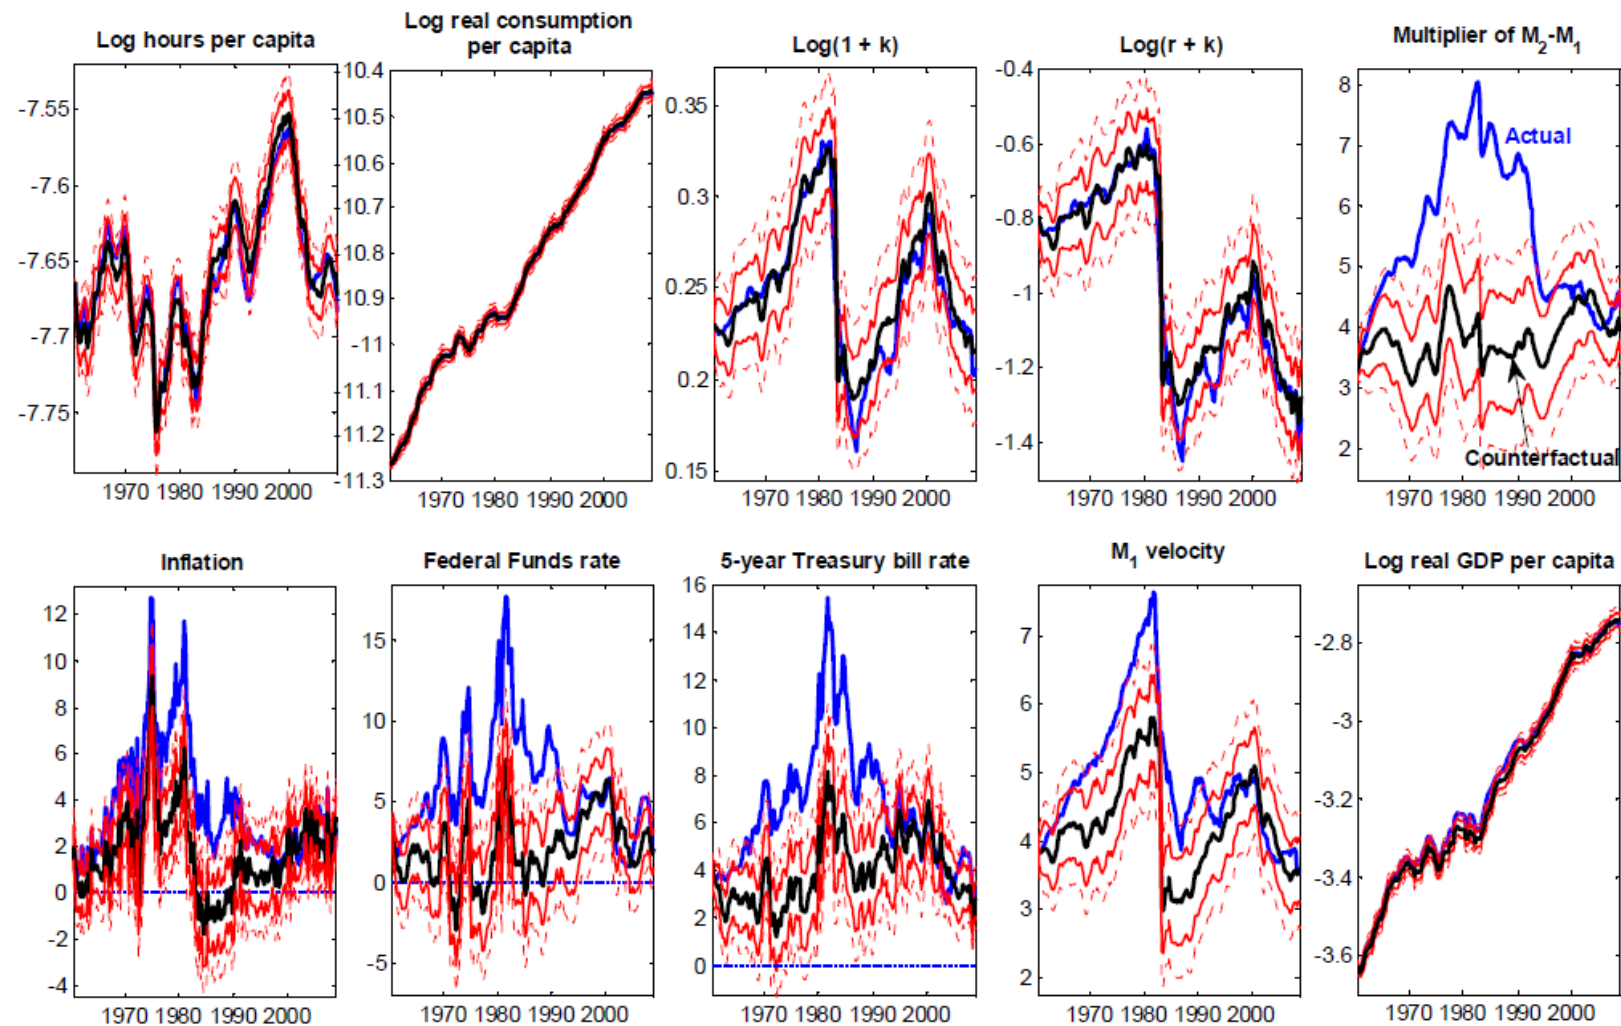 Log hours per capita
Log real consumption
per capita
Log(1 + k)
Log(r + k)
Multiplier of M2-M1
-7.55
-7.6
-7.65
-7.7
-7.75
1970 1980 1990 2000
10.4
10.5
10.6
10.7
10.8
10.9
-11
11.1
11.2
11.3
1970 1980 1990 2000
0.35
0.3
0.25
0.2
0.15
1970 1980 1990 2000
-0.4
-0.6
-0.8
-1
-1.2
-1.4
1970 1980 1990 2000
8
7
6
5
4
3
2
Actual
Counterfactual
1970 1980 1990 2000
Inflation
Federal Funds rate
5-year Treasury bill rate
M1 velocity
Log real GDP per capita
12
10
8
6
4
2
0
-2
-4
1970 1980 1990 2000
15
10
5
0
-5
1970 1980 1990 2000
16
14
12
10
8
6
4
2
0
1970 1980 1990 2000
7
6
5
4
3
2
1970 1980 1990 2000
-2.8
-3
-3.2
-3.4
-3.6
1970 1980 1990 2000